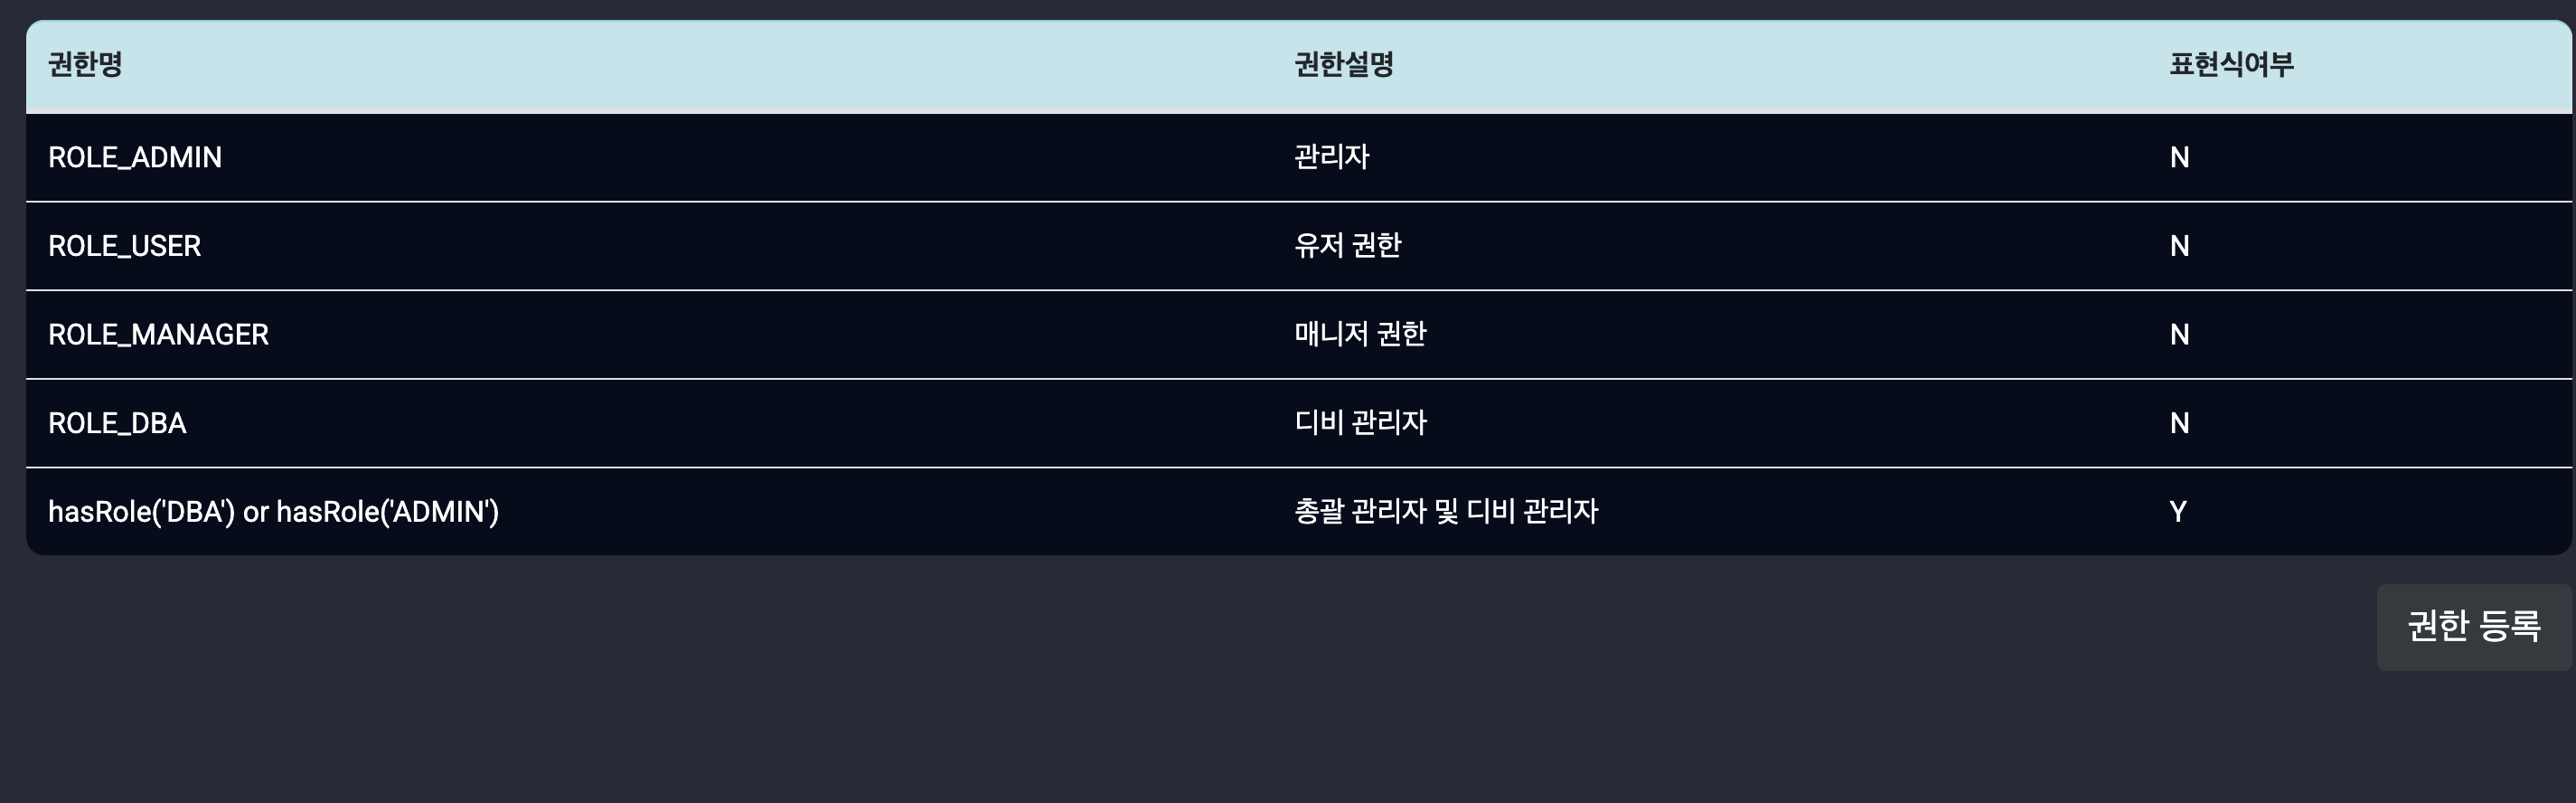 권한명 권한설명 표현식여부
ROLE_ADMIN 관리자 N
ROLE_USER 유저 권한 N
ROLE_MANAGER 매니저 권한 N
ROLE_DBA 디비 관리자 N
hasRole('DBA') or hasRole('ADMIN') 총괄 관리자 및 디비 관리자 Y
권한 등록